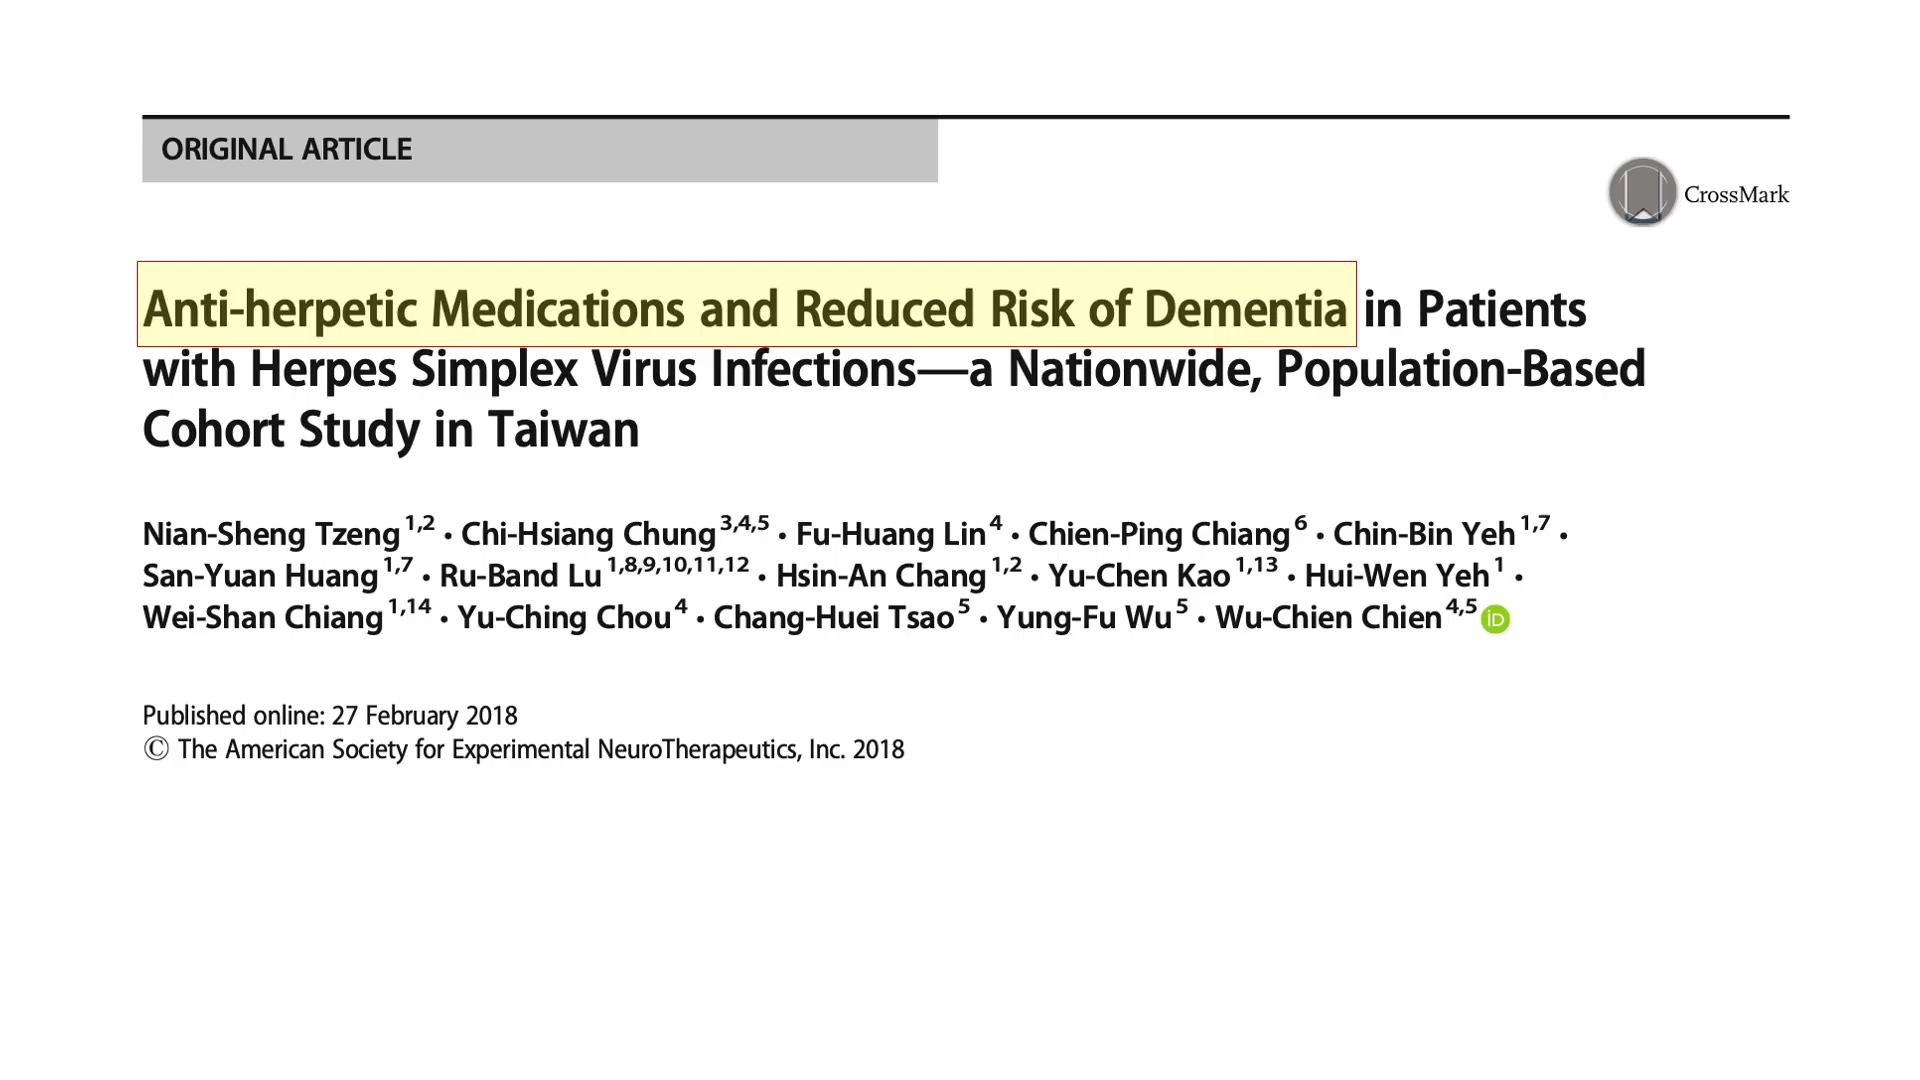 ORIGINAL ARTICLE
CrossMark
Anti-herpetic Medications and Reduced Risk of Dementia in Patients
with Herpes Simplex Virus Infections—a Nationwide, Population-Based
Cohort Study in Taiwan
Nian-Sheng Tzeng 1,2 · Chi-Hsiang Chung 3,4,5 · Fu-Huang Lin 4 · Chien-Ping Chiang 6 · Chin-Bin Yeh 1,7 ·
San-Yuan Huang 1,7 · Ru-Band Lu 1,8,9,10,11,12 · Hsin-An Chang 1,2 · Yu-Chen Kao 1,13 · Hui-Wen Yeh 1 ·
Wei-Shan Chiang 1,14 · Yu-Ching Chou 4 · Chang-Huei Tsao 5 · Yung-Fu Wu 5 · Wu-Chien Chien 4,5 iD
Published online: 27 February 2018
© The American Society for Experimental NeuroTherapeutics, Inc. 2018